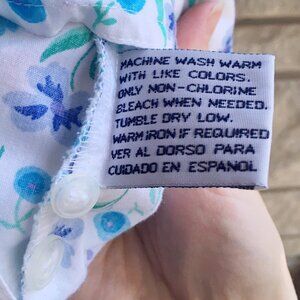 MACHINE WASH WARM
WITH LIKE COLORS.
ONLY NON-CHLORINE
BLEACH WHEN NEEDED.
TUMBLE DRY LOW.
WARM IRON IF REQUIRED
VER AL DORSO PARA
CUIDADO EN ESPANOL